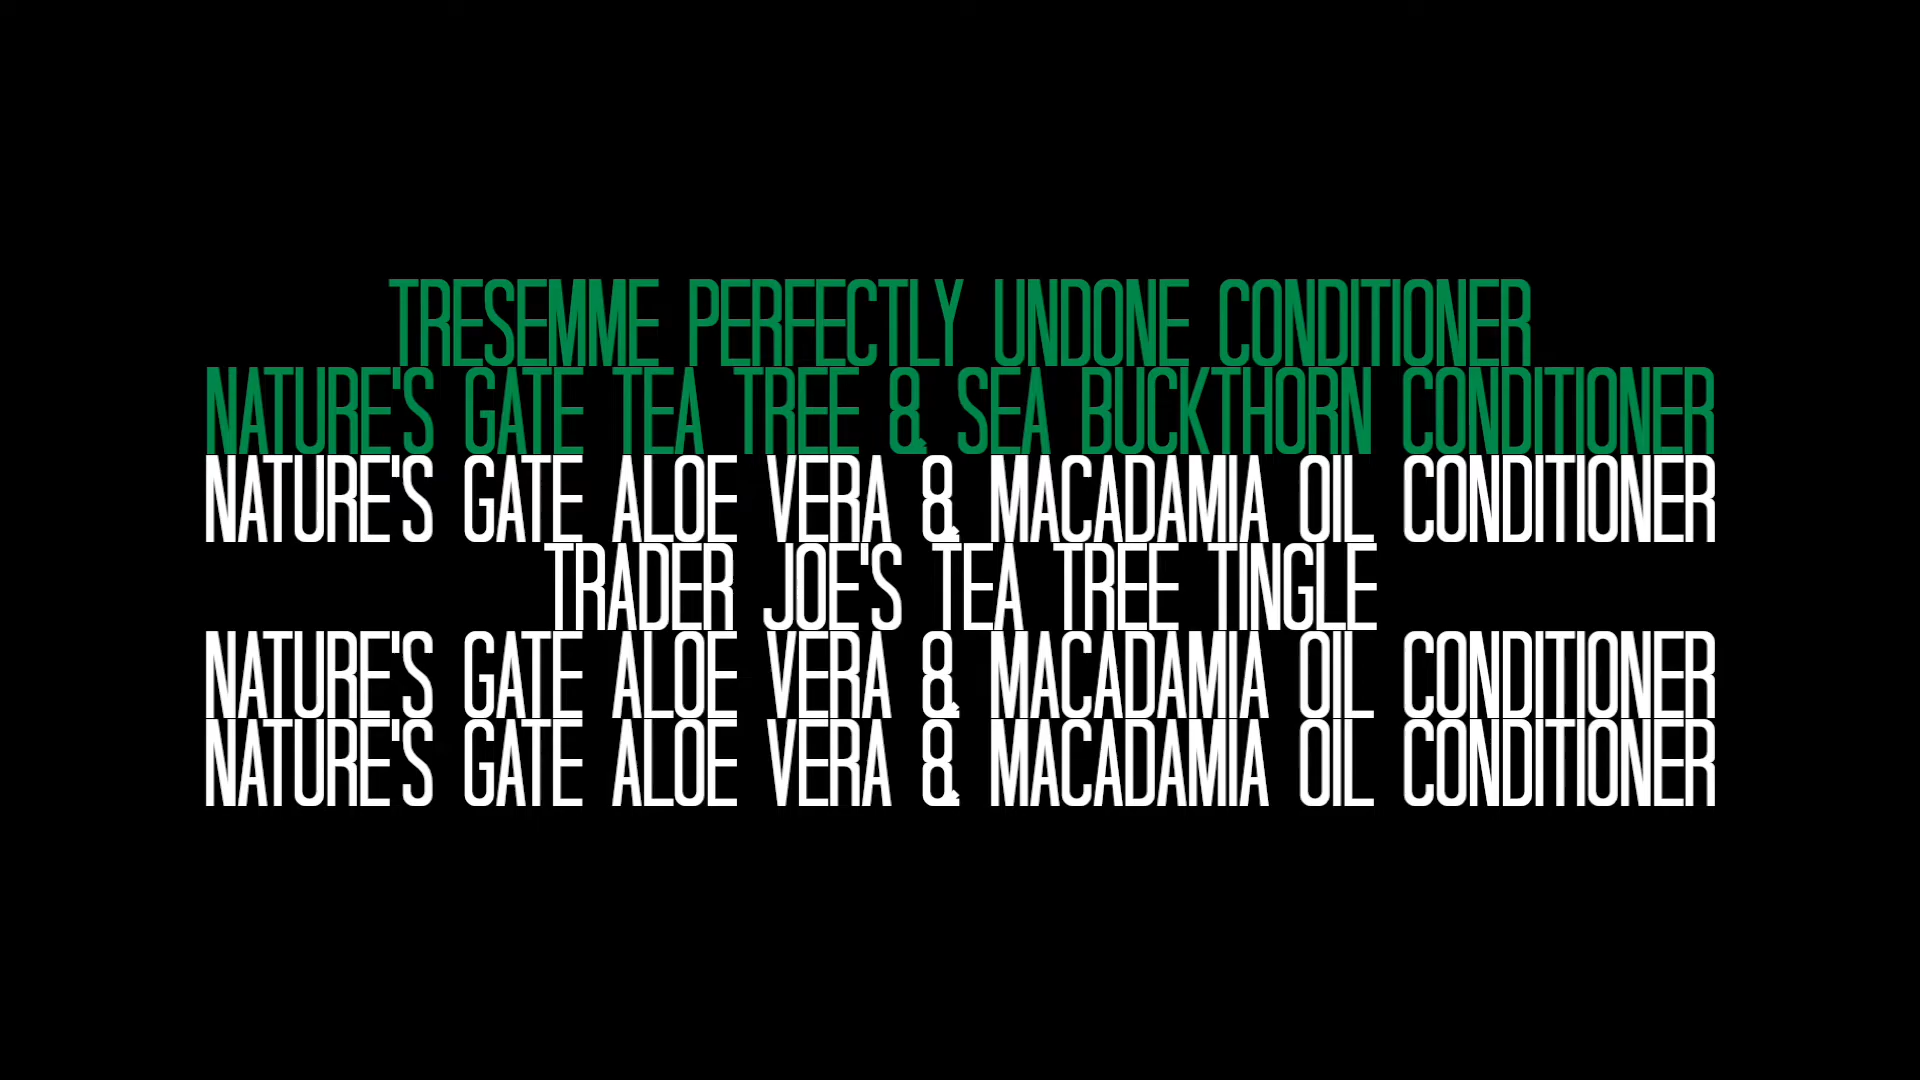 TRESEMME PERFECTLY UNDONE CONDITIONER
NATURE'S GATE TEA TREE & SEA BUCKTHORN CONDITIONER
NATURE'S GATE ALOE VERA & MACADAMIA OIL CONDITIONER
TRADER JOE'S TEA TREE TINGLE
NATURE'S GATE ALOE VERA & MACADAMIA OIL CONDITIONER
NATURE'S GATE ALOE VERA & MACADAMIA OIL CONDITIONER